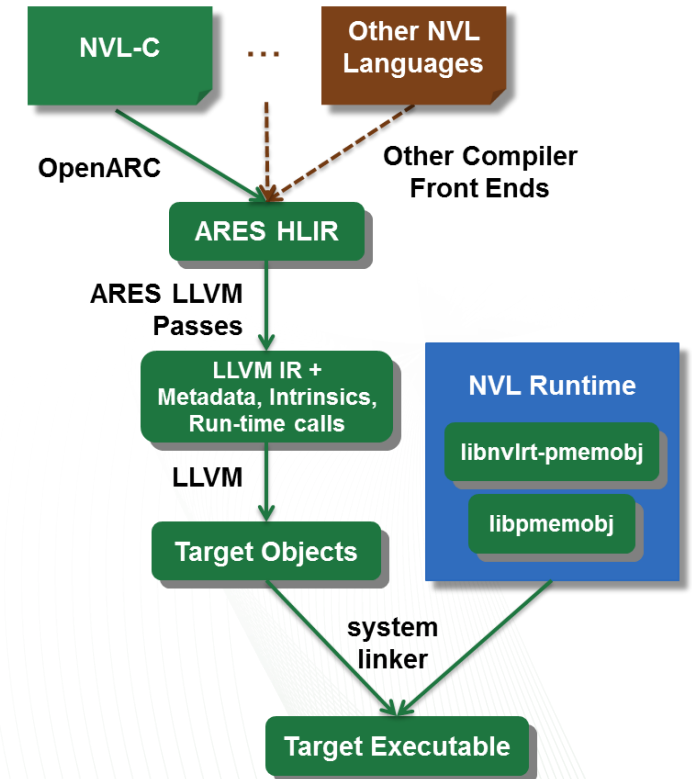 NVL-C
...
Other NVL
Languages
OpenARC
Other Compiler
Front Ends
ARES HLIR
ARES LLVM
Passes
LLVM IR +
Metadata, Intrinsics,
Run-time calls
NVL Runtime
libnvlrt-pmemobj
libpmemobj
LLVM
Target Objects
system
linker
Target Executable